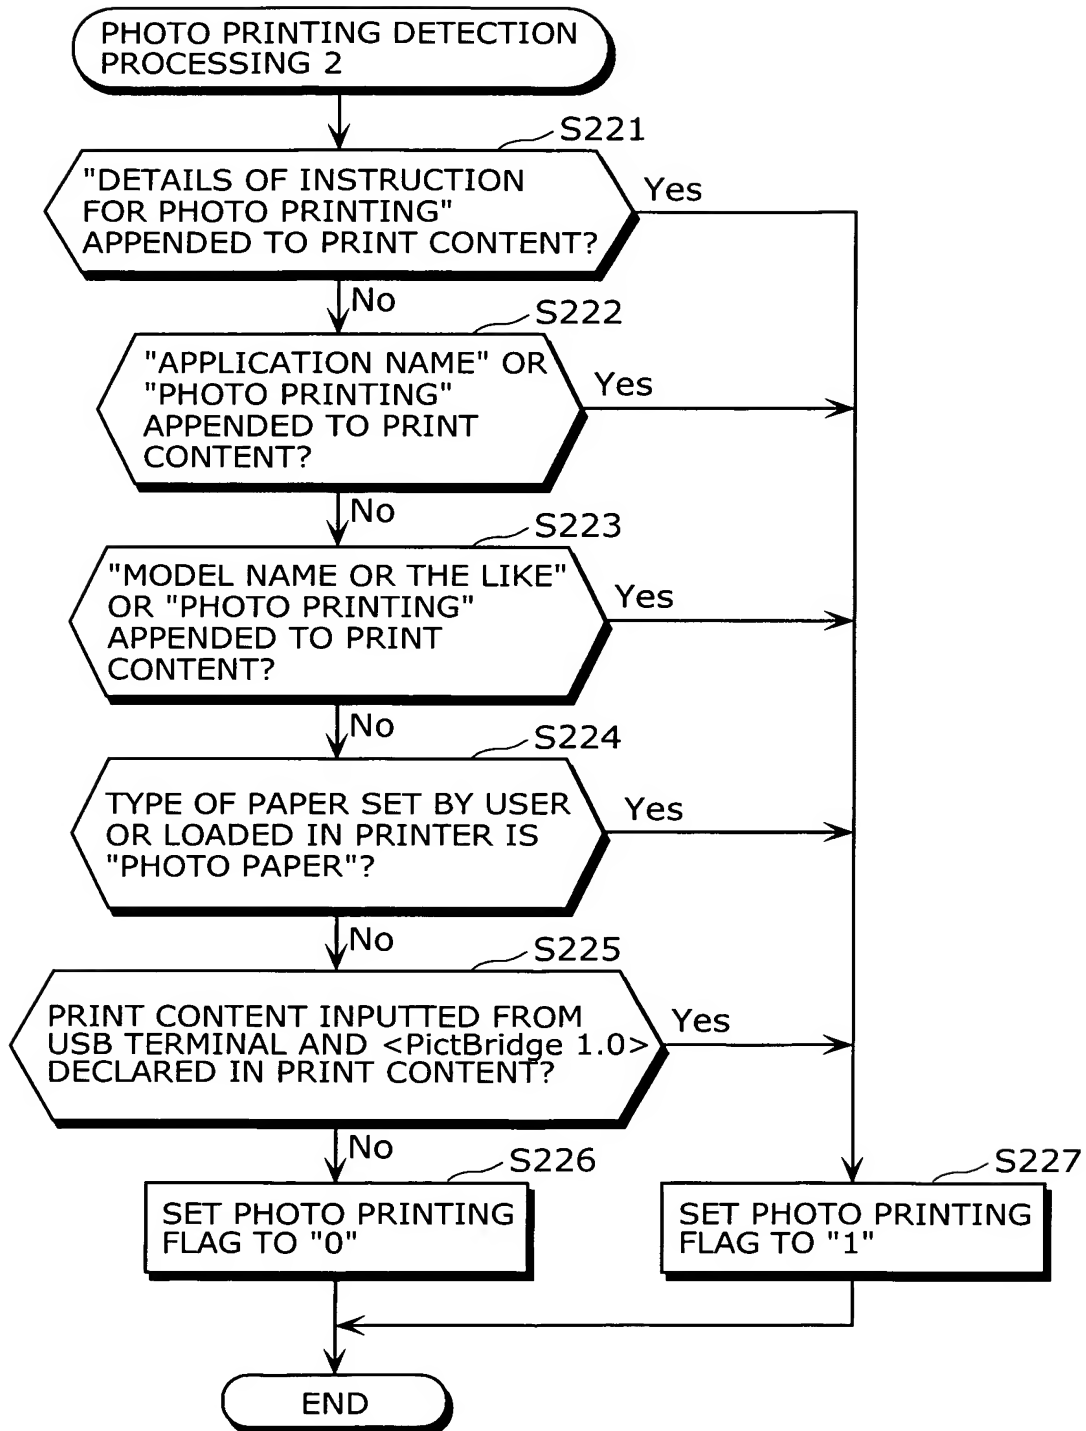 PHOTO PRINTING DETECTION
PROCESSING 2
S221
"DETAILS OF INSTRUCTION
FOR PHOTO PRINTING"
APPENDED TO PRINT CONTENT?
Yes
No
S222
"APPLICATION NAME" OR
"PHOTO PRINTING"
APPENDED TO PRINT
CONTENT?
Yes
No
S223
"MODEL NAME OR THE LIKE"
OR "PHOTO PRINTING"
APPENDED TO PRINT
CONTENT?
Yes
No
S224
TYPE OF PAPER SET BY USER
OR LOADED IN PRINTER IS
"PHOTO PAPER"?
Yes
No
S225
PRINT CONTENT INPUTTED FROM
USB TERMINAL AND <PictBridge 1.0>
DECLARED IN PRINT CONTENT?
Yes
No
S226
SET PHOTO PRINTING
FLAG TO "0"
S227
SET PHOTO PRINTING
FLAG TO "1"
END